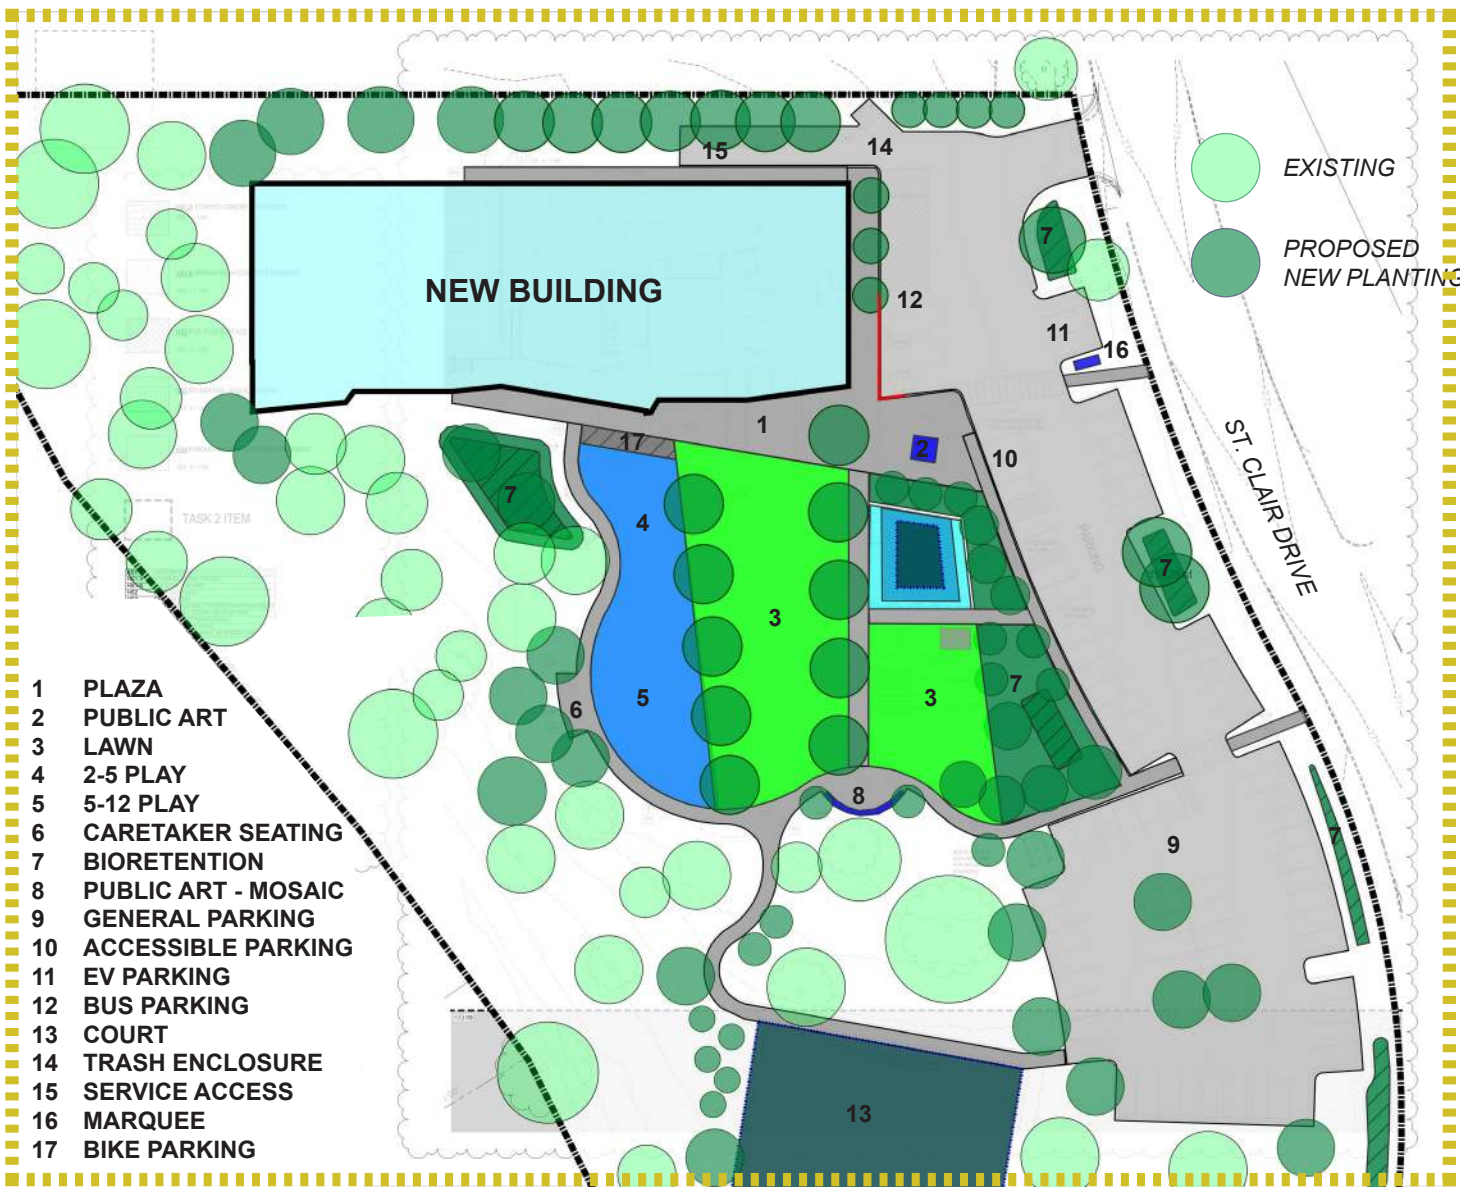 15
14
EXISTING
7
PROPOSED
NEW PLANTING
NEW BUILDING
12
11
16
1
17
2
10
ST. CLAIR DRIVE
7
4
TASK 2 ITEM
PARKING
7
3
5
3
7
6
8
9
7
13
1 PLAZA
2 PUBLIC ART
3 LAWN
4 2-5 PLAY
5 5-12 PLAY
6 CARETAKER SEATING
7 BIORETENTION
8 PUBLIC ART - MOSAIC
9 GENERAL PARKING
10 ACCESSIBLE PARKING
11 EV PARKING
12 BUS PARKING
13 COURT
14 TRASH ENCLOSURE
15 SERVICE ACCESS
16 MARQUEE
17 BIKE PARKING